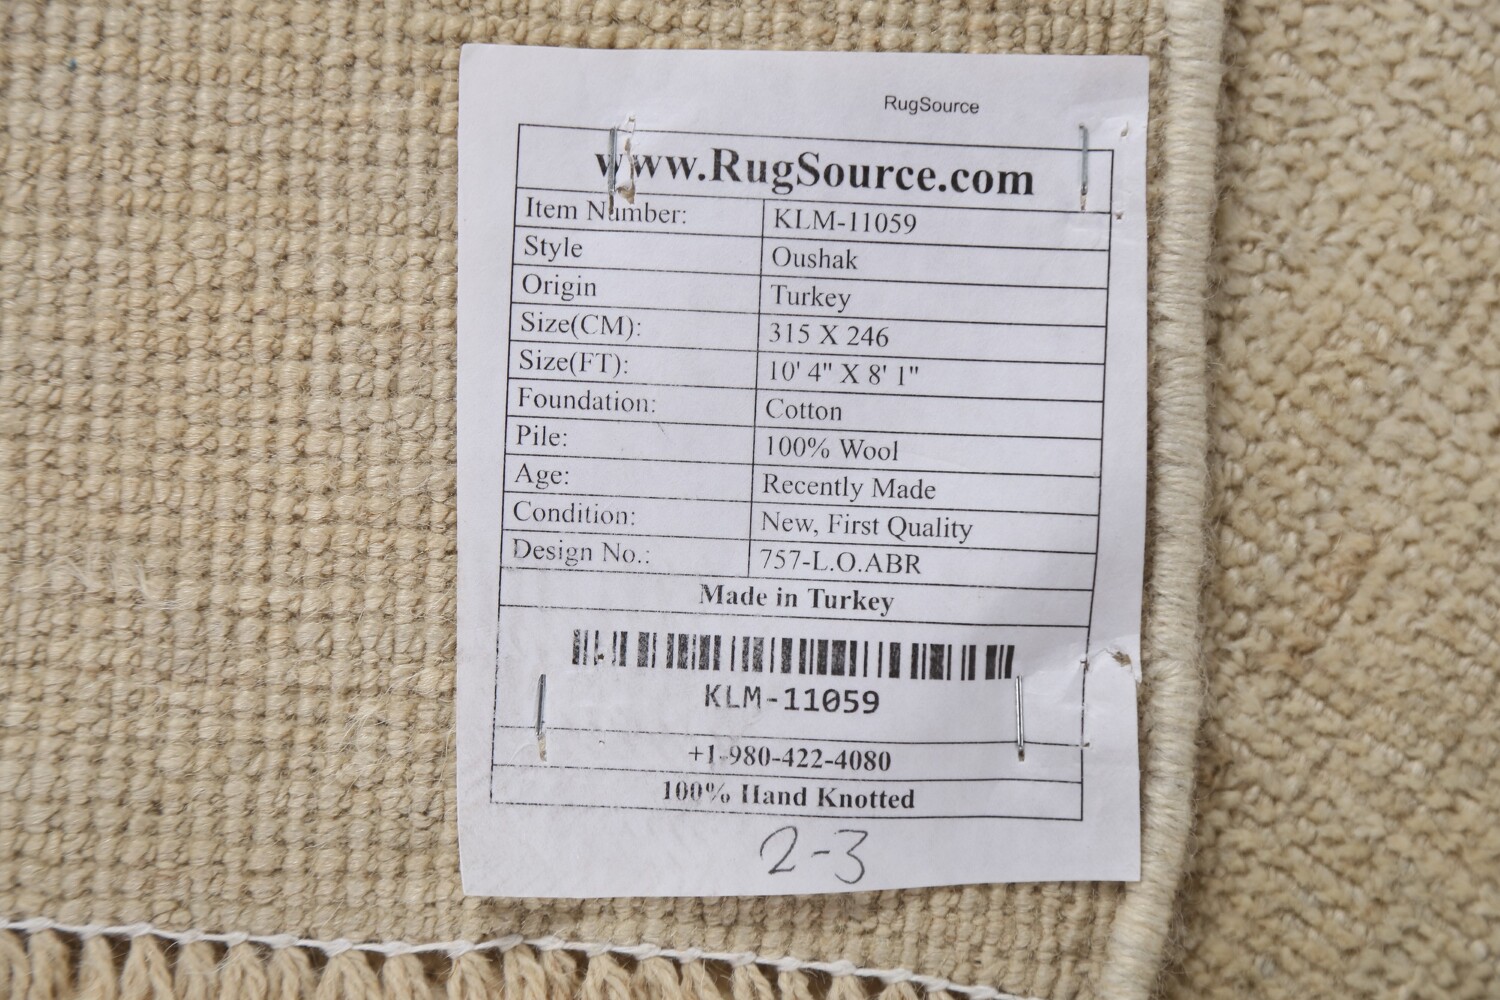 RugSource
www.RugSource.com
Item Number: KLM-11059
Style Oushak
Origin Turkey
Size(CM): 315 X 246
Size(FT): 10' 4" X 8' 1"
Foundation: Cotton
Pile: 100% Wool
Age: Recently Made
Condition: New, First Quality
Design No.: 757-L.O.ABR
Made in Turkey
KLM-11059
+1-980-422-4080
100% Hand Knotted
2-3